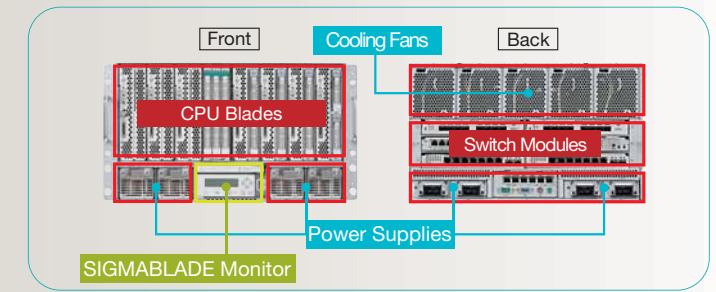 Front
Cooling Fans
Back
CPU Blades
Switch Modules
Power Supplies
SIGMABLADE Monitor